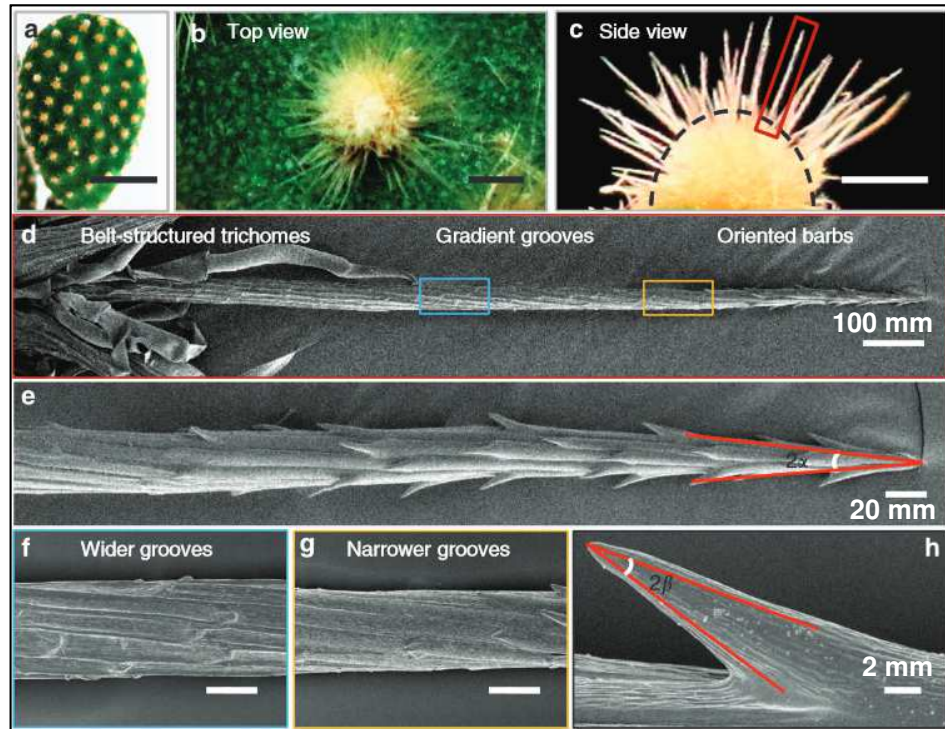 a
b Top view
c Side view
d Belt-structured trichomes Gradient grooves Oriented barbs
100 mm
e
2α
20 mm
f Wider grooves
g Narrower grooves
h
2β
2 mm